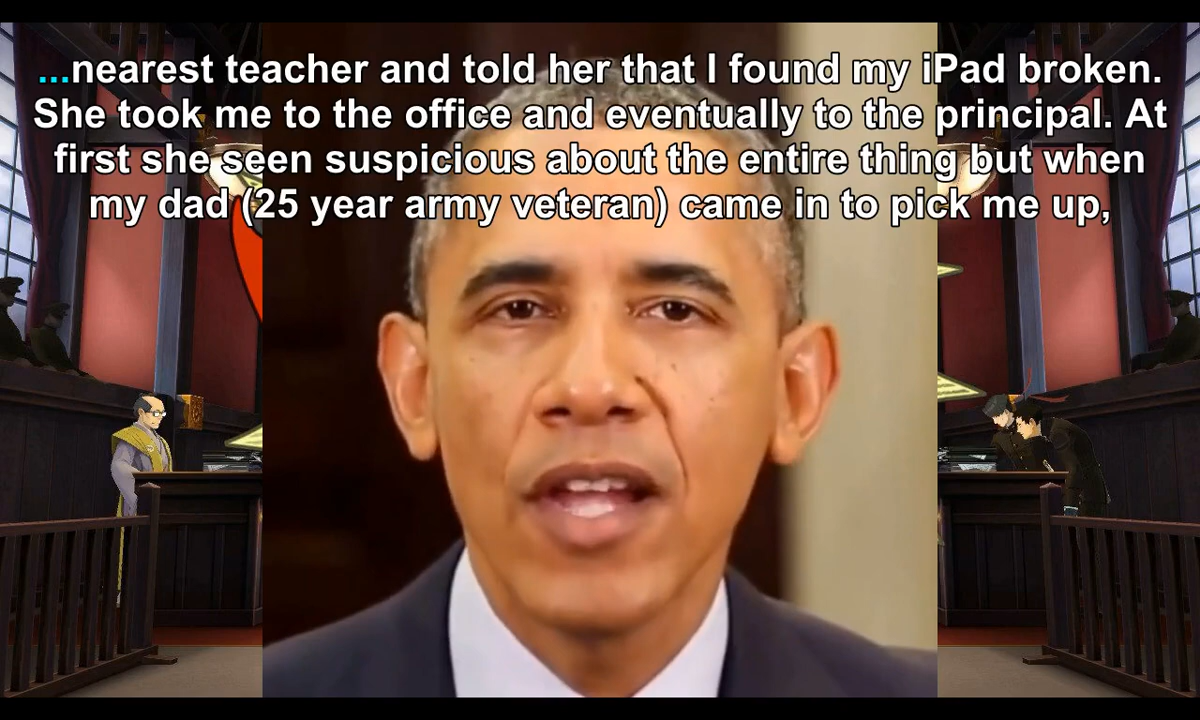 ...nearest teacher and told her that I found my iPad broken.
She took me to the office and eventually to the principal. At
first she seen suspicious about the entire thing but when
my dad (25 year army veteran) came in to pick me up,